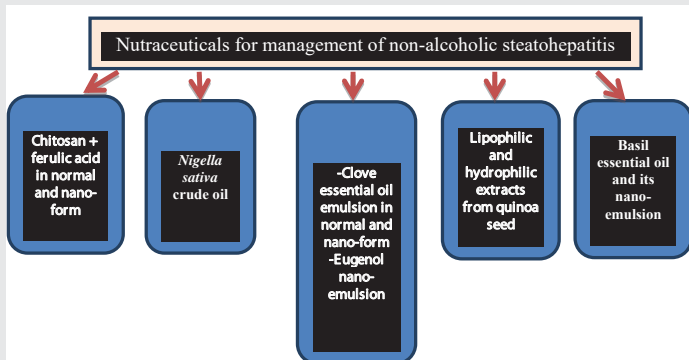 Nutraceuticals for management of non-alcoholic steatohepatitis
Chitosan +
ferulic acid
in normal
and nano-
form
Nigella
sativa
crude oil
-Clove
essential oil
emulsion in
normal and
nano-form
-Eugenol
nano-
emulsion
Lipophilic
and
hydrophilic
extracts
from quinoa
seed
Basil
essential oil
and its
nano-
emulsion